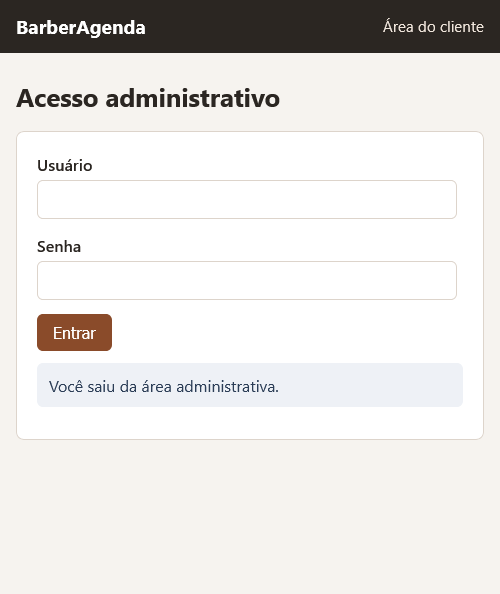 BarberAgenda
Área do cliente
Acesso administrativo
Usuário
Senha
Entrar
Você saiu da área administrativa.